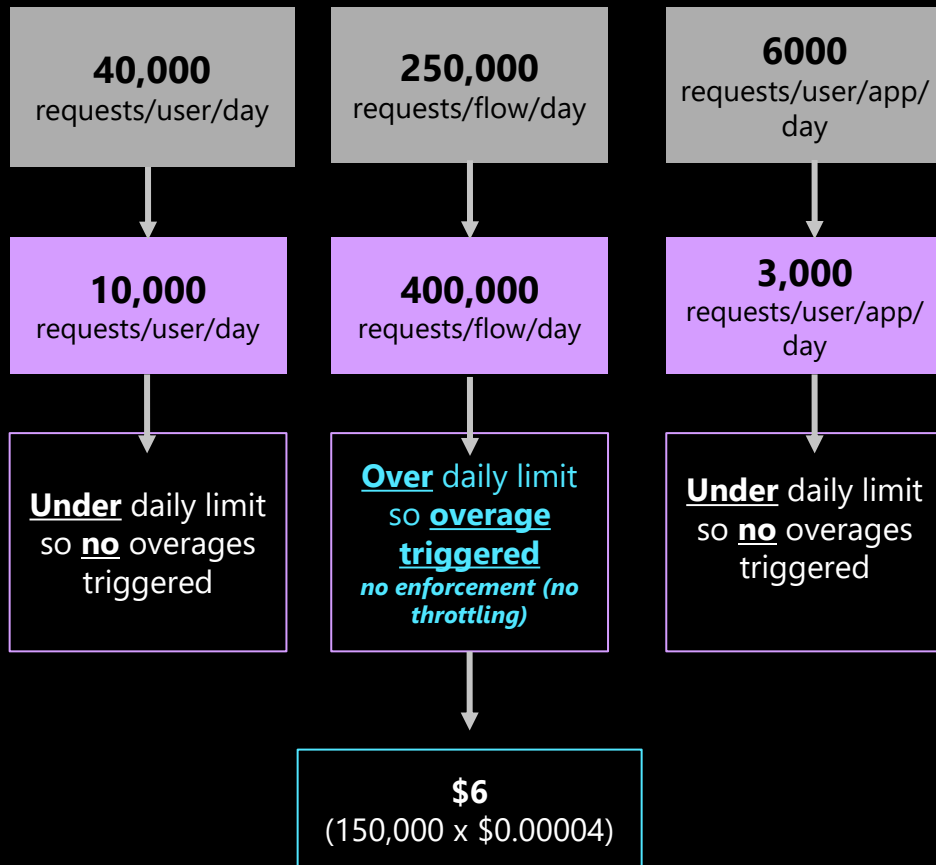 40,000
requests/user/day
250,000
requests/flow/day
6000
requests/user/app/
day
10,000
requests/user/day
400,000
requests/flow/day
3,000
requests/user/app/
day
Under daily limit
so no overages
triggered
Over daily limit
so overage
triggered
no enforcement (no
throttling)
Under daily limit
so no overages
triggered
$6
(150,000 x $0.00004)